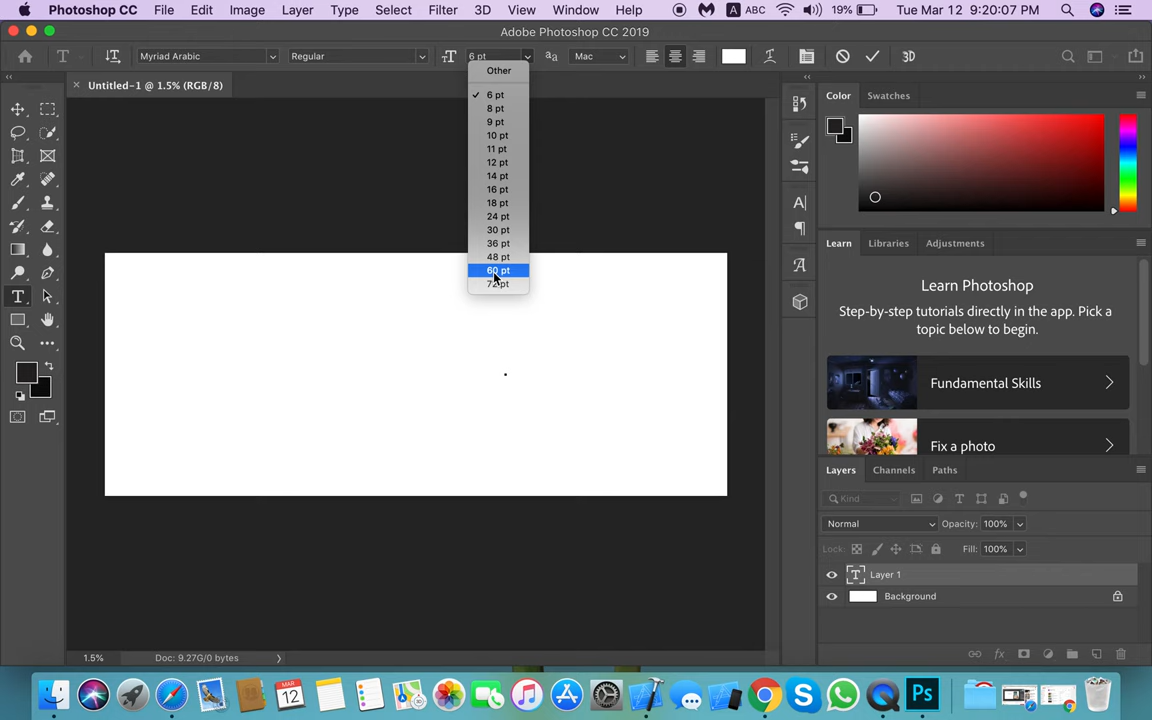 Photoshop CC File Edit Image Layer Type Select Filter 3D View Window Help A ABC 19% Tue Mar 12 9:20:07 PM
Adobe Photoshop CC 2019
Myriad Arabic Regular 6 pt Mac 3D
Untitled-1 @ 1.5% (RGB/8)
Other
6 pt
8 pt
9 pt
10 pt
11 pt
12 pt
14 pt
16 pt
18 pt
24 pt
30 pt
36 pt
48 pt
60 pt
72 pt
Color Swatches
Learn Libraries Adjustments
Learn Photoshop
Step-by-step tutorials directly in the app. Pick a
topic below to begin.
Fundamental Skills
Fix a photo
Layers Channels Paths
Kind
Normal Opacity: 100%
Lock: Fill: 100%
Layer 1
Background
1.5% Doc: 9.27G/0 bytes
MAR
12
Ps